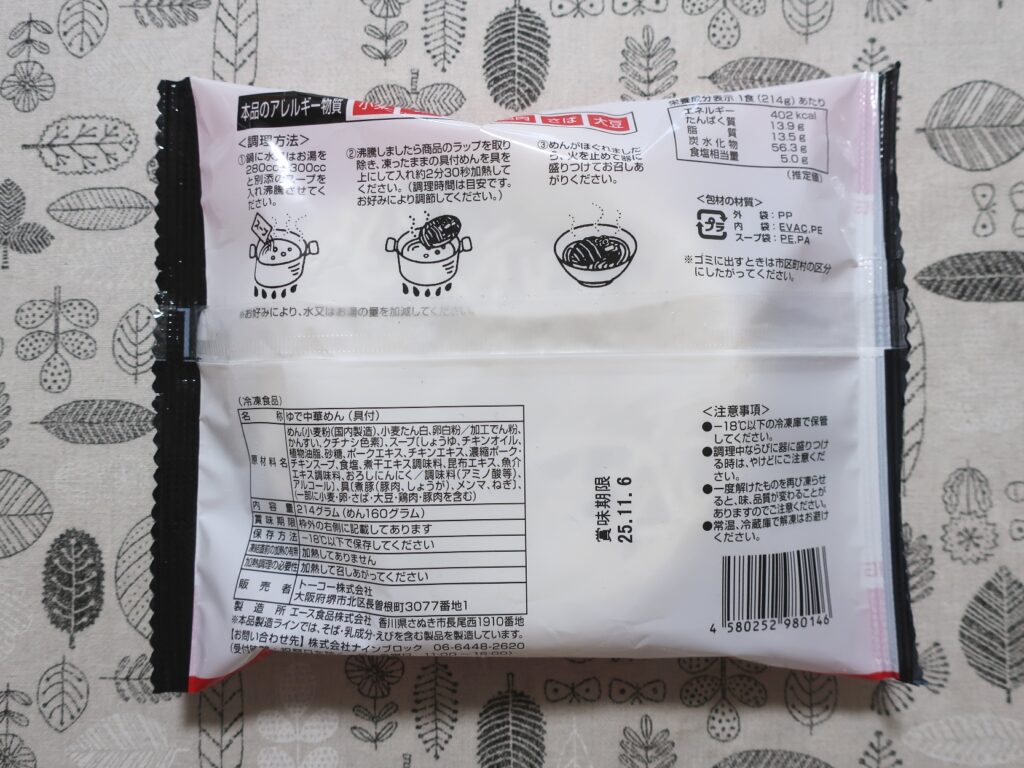 本品のアレルギー物質 小麦
さば 大豆
<調理方法>
①鍋に水又はお湯を
280cc~300cc
と別添のスープを
入れ沸騰させてく
ださい。
②沸騰しましたら商品のラップを取り
除き、凍ったままの具付めんを具を
上にして入れ約2分30秒加熱して
ください。(調理時間は目安です。
お好みにより調節してください。)
③めんがほぐれましたら
、火を止めて器に
盛りつけてお召しあ
がりください。
スープ
※お好みにより、水又はお湯の量を加減してください。
栄養成分表示 1食(214g)あたり
エネルギー 402kcal
たんぱく質 13.9g
脂質 13.5g
炭水化物 56.3g
食塩相当量 5.0g
(推定値)
<包材の材質>
プラ
外袋:PP
内袋:EVAC,PE
スープ袋:PE,PA
※ゴミに出すときは市区町村の区分
にしたがってください。
(冷凍食品)
名称 ゆで中華めん(具付)
原材料名 めん(小麦粉(国内製造)、小麦たん白、卵白粉/加工でん粉、
かんすい、クチナシ色素)、スープ(しょうゆ、チキンオイル、
植物油脂、砂糖、ポークエキス、チキンエキス、濃縮ポーク・
チキンスープ、食塩、煮干エキス調味料、昆布エキス、魚介
エキス調味料、おろしにんにく/調味料(アミノ酸等)、
アルコール)、具(煮豚(豚肉、しょうが)、メンマ、ねぎ)、
(一部に小麦・卵・さば・大豆・鶏肉・豚肉を含む)
内容量 214グラム(めん160グラム)
賞味期限 枠外の右側に記載してあります
保存方法 -18℃以下で保存してください
凍結直前の加熱の有無 加熱してありません
加熱調理の必要性 加熱して召しあがってください
販売者 トーコー株式会社
大阪府堺市北区長曽根町3077番地1
製造所 エース食品株式会社 香川県さぬき市長尾西1910番地
※本品製造ラインでは、そば・乳成分・えびを含む製品を製造しています。
【お問い合わせ先】株式会社ナインブロック 06-6448-2620
賞味期限
25.11.6
<注意事項>
●-18℃以下の冷凍庫で保管
してください。
●調理中ならびに器に盛りつけ
る時は、やけどにご注意くだ
さい。
●一度解けたものを再び凍らせ
ると、味、品質が変わることが
ありますのでご注意ください。
●常温、冷蔵庫で解凍はお避け
ください。
4 580252 980146